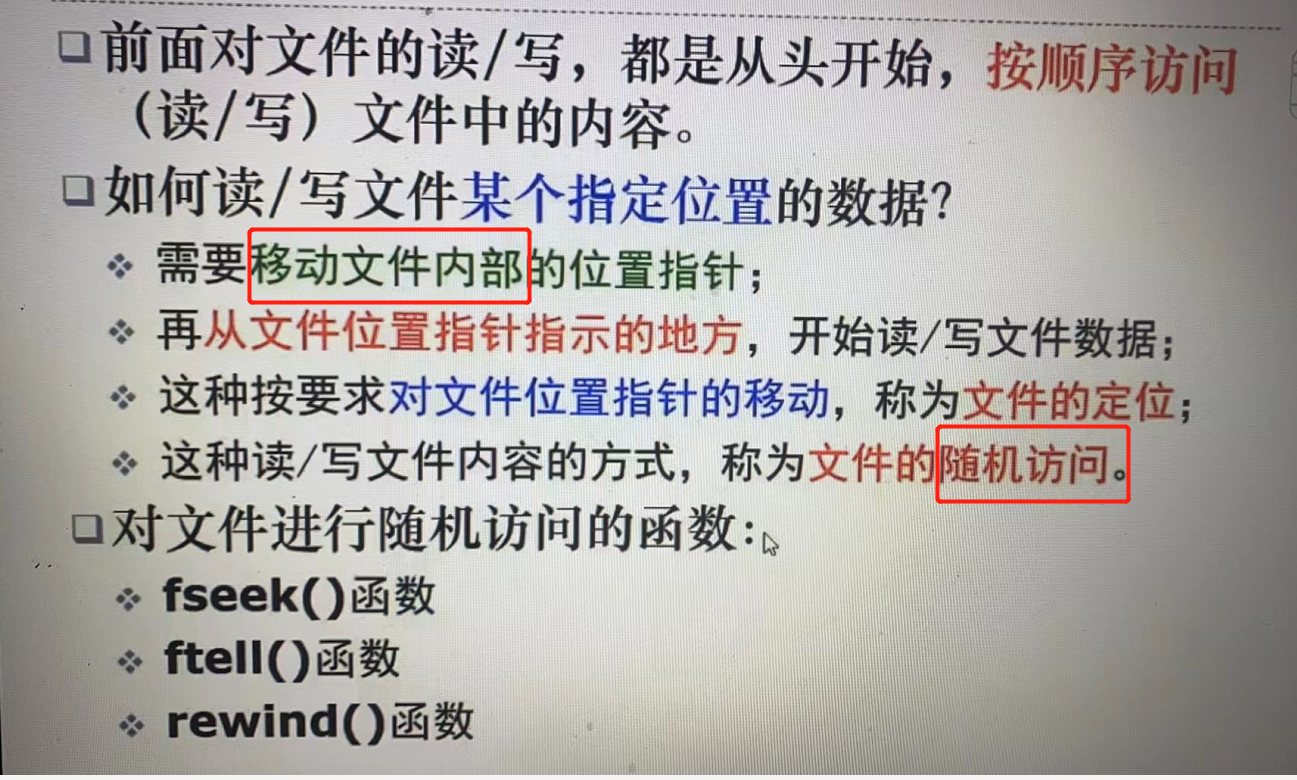 前面对文件的读/写，都是从头开始，按顺序访问
（读/写）文件中的内容。
如何读/写文件某个指定位置的数据？
需要移动文件内部的位置指针；
再从文件位置指针指示的地方，开始读/写文件数据；
这种按要求对文件位置指针的移动，称为文件的定位；
这种读/写文件内容的方式，称为文件的随机访问。
对文件进行随机访问的函数：
fseek()函数
ftell()函数
rewind()函数